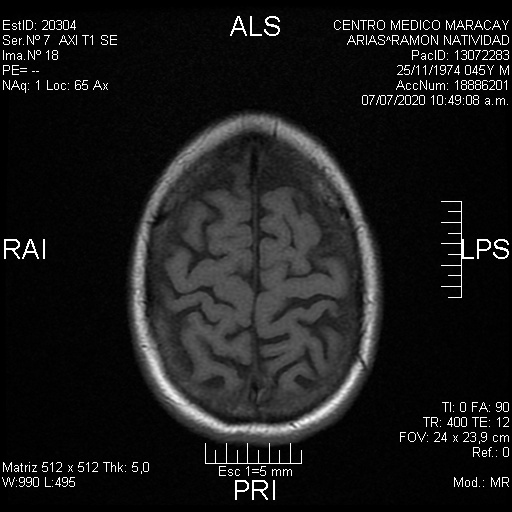 EstID: 20304
Ser.Nº 7 AXI T1 SE
Ima.Nº 18
PE= --
NAq: 1 Loc: 65 Ax
ALS
CENTRO MEDICO MARACAY
ARIAS^RAMON NATIVIDAD
PacID: 13072283
25/11/1974 045Y M
AccNum: 18886201
07/07/2020 10:49:08 a.m.
RAI
LPS
TI: 0 FA: 90
TR: 400 TE: 12
FOV: 24 x 23,9 cm
Ref.: 0
Mod.: MR
Matriz 512 x 512 Thk: 5,0
W:990 L:495
Esc 1=5 mm
PRI